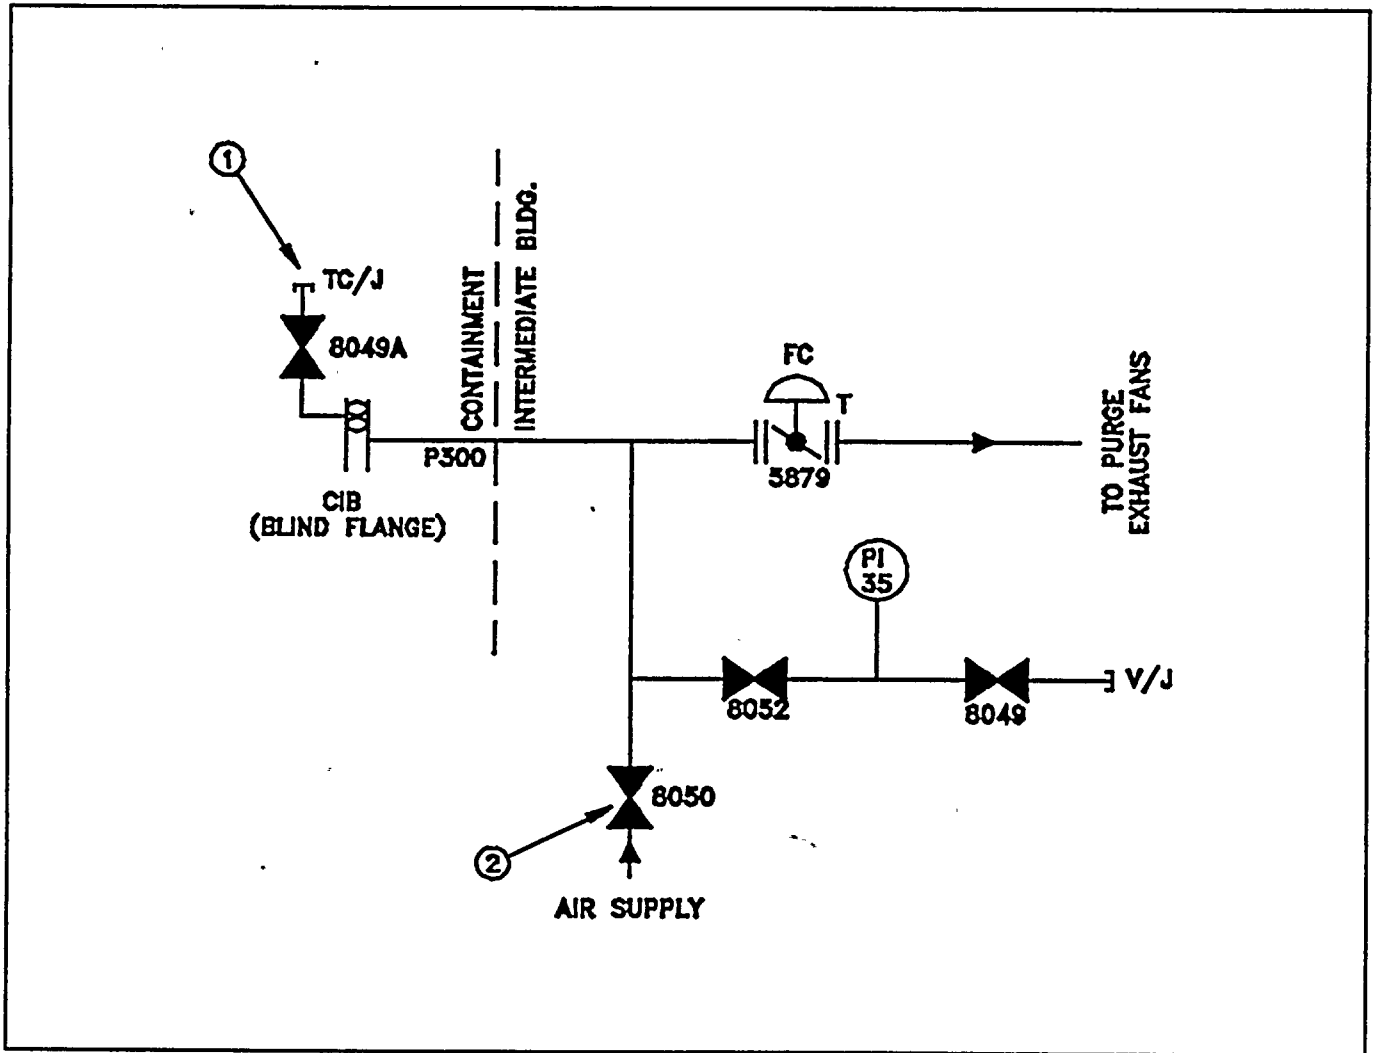 1
TC/J
8049A
CONTAINMENT
INTERMEDIATE BLDG.
P300
CIB
(BLIND FLANGE)
FC
T
5879
TO PURGE
EXHAUST FANS
PI
35
8052
8049
V/J
8050
2
AIR SUPPLY